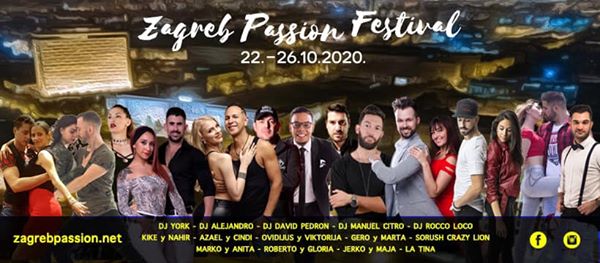 Zagreb Passion Festival
22.-26.10.2020.
DJ YORK - DJ ALEJANDRO - DJ DAVID PEDRON - DJ MANUEL CITRO - DJ ROCCO LOCO
KIKE y NAHIR - AZAEL y CINDI - OVIDIJUS y VIKTORIJA - GERO y MARTA - SORUSH CRAZY LION
MARKO y ANITA - ROBERTO y GLORIA - JERKO y MAJA - LA TINA
zagrebpassion.net